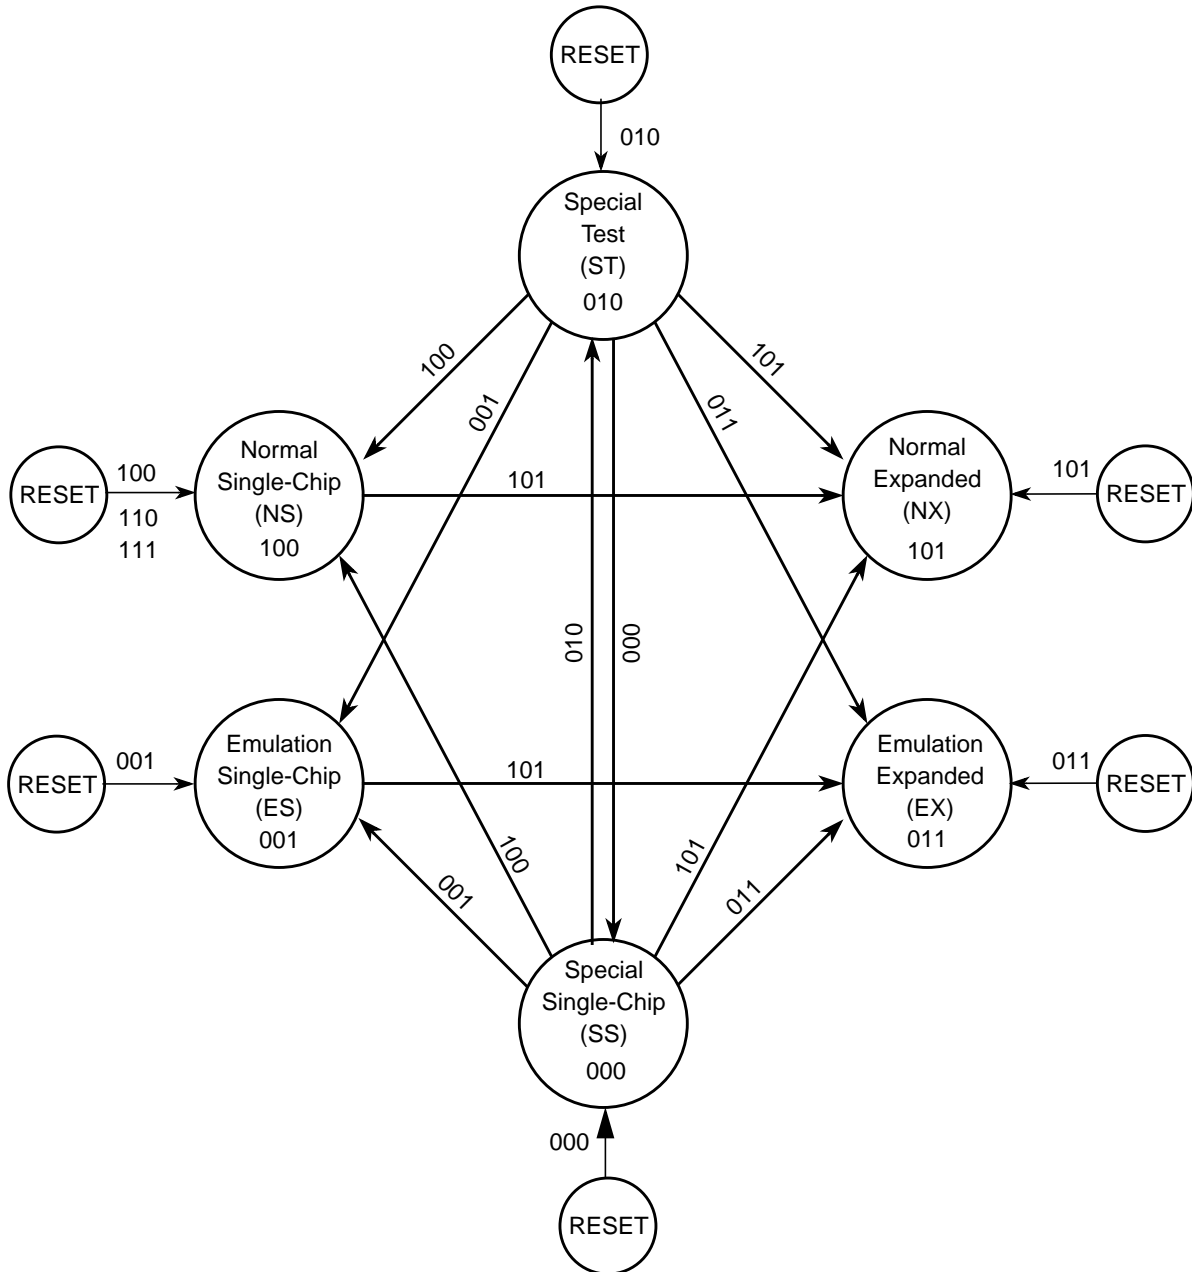 RESET
010
Special
Test
(ST)
010
100
101
001
011
Normal
Single-Chip
(NS)
100
Normal
Expanded
(NX)
101
RESET
100
110
111
101
101
RESET
010
000
Emulation
Single-Chip
(ES)
001
Emulation
Expanded
(EX)
011
RESET
001
101
011
RESET
100
101
001
011
Special
Single-Chip
(SS)
000
000
RESET